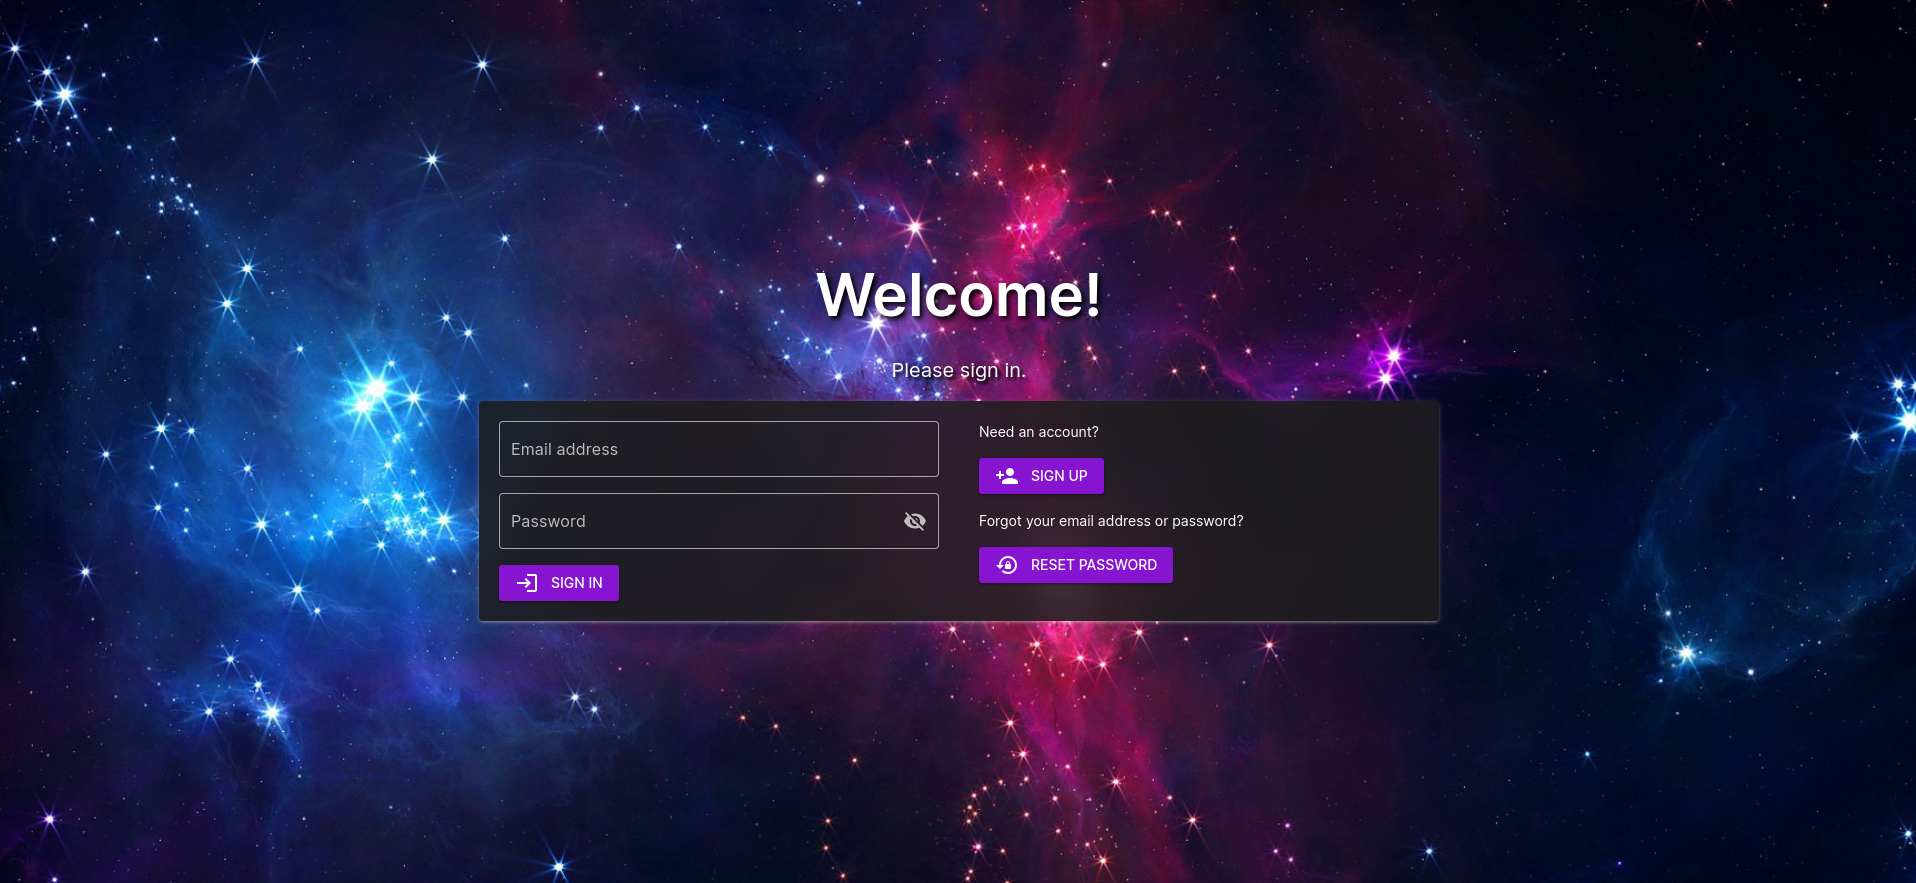 Welcome!
Please sign in.
Email address
Password
SIGN IN
Need an account?
SIGN UP
Forgot your email address or password?
RESET PASSWORD